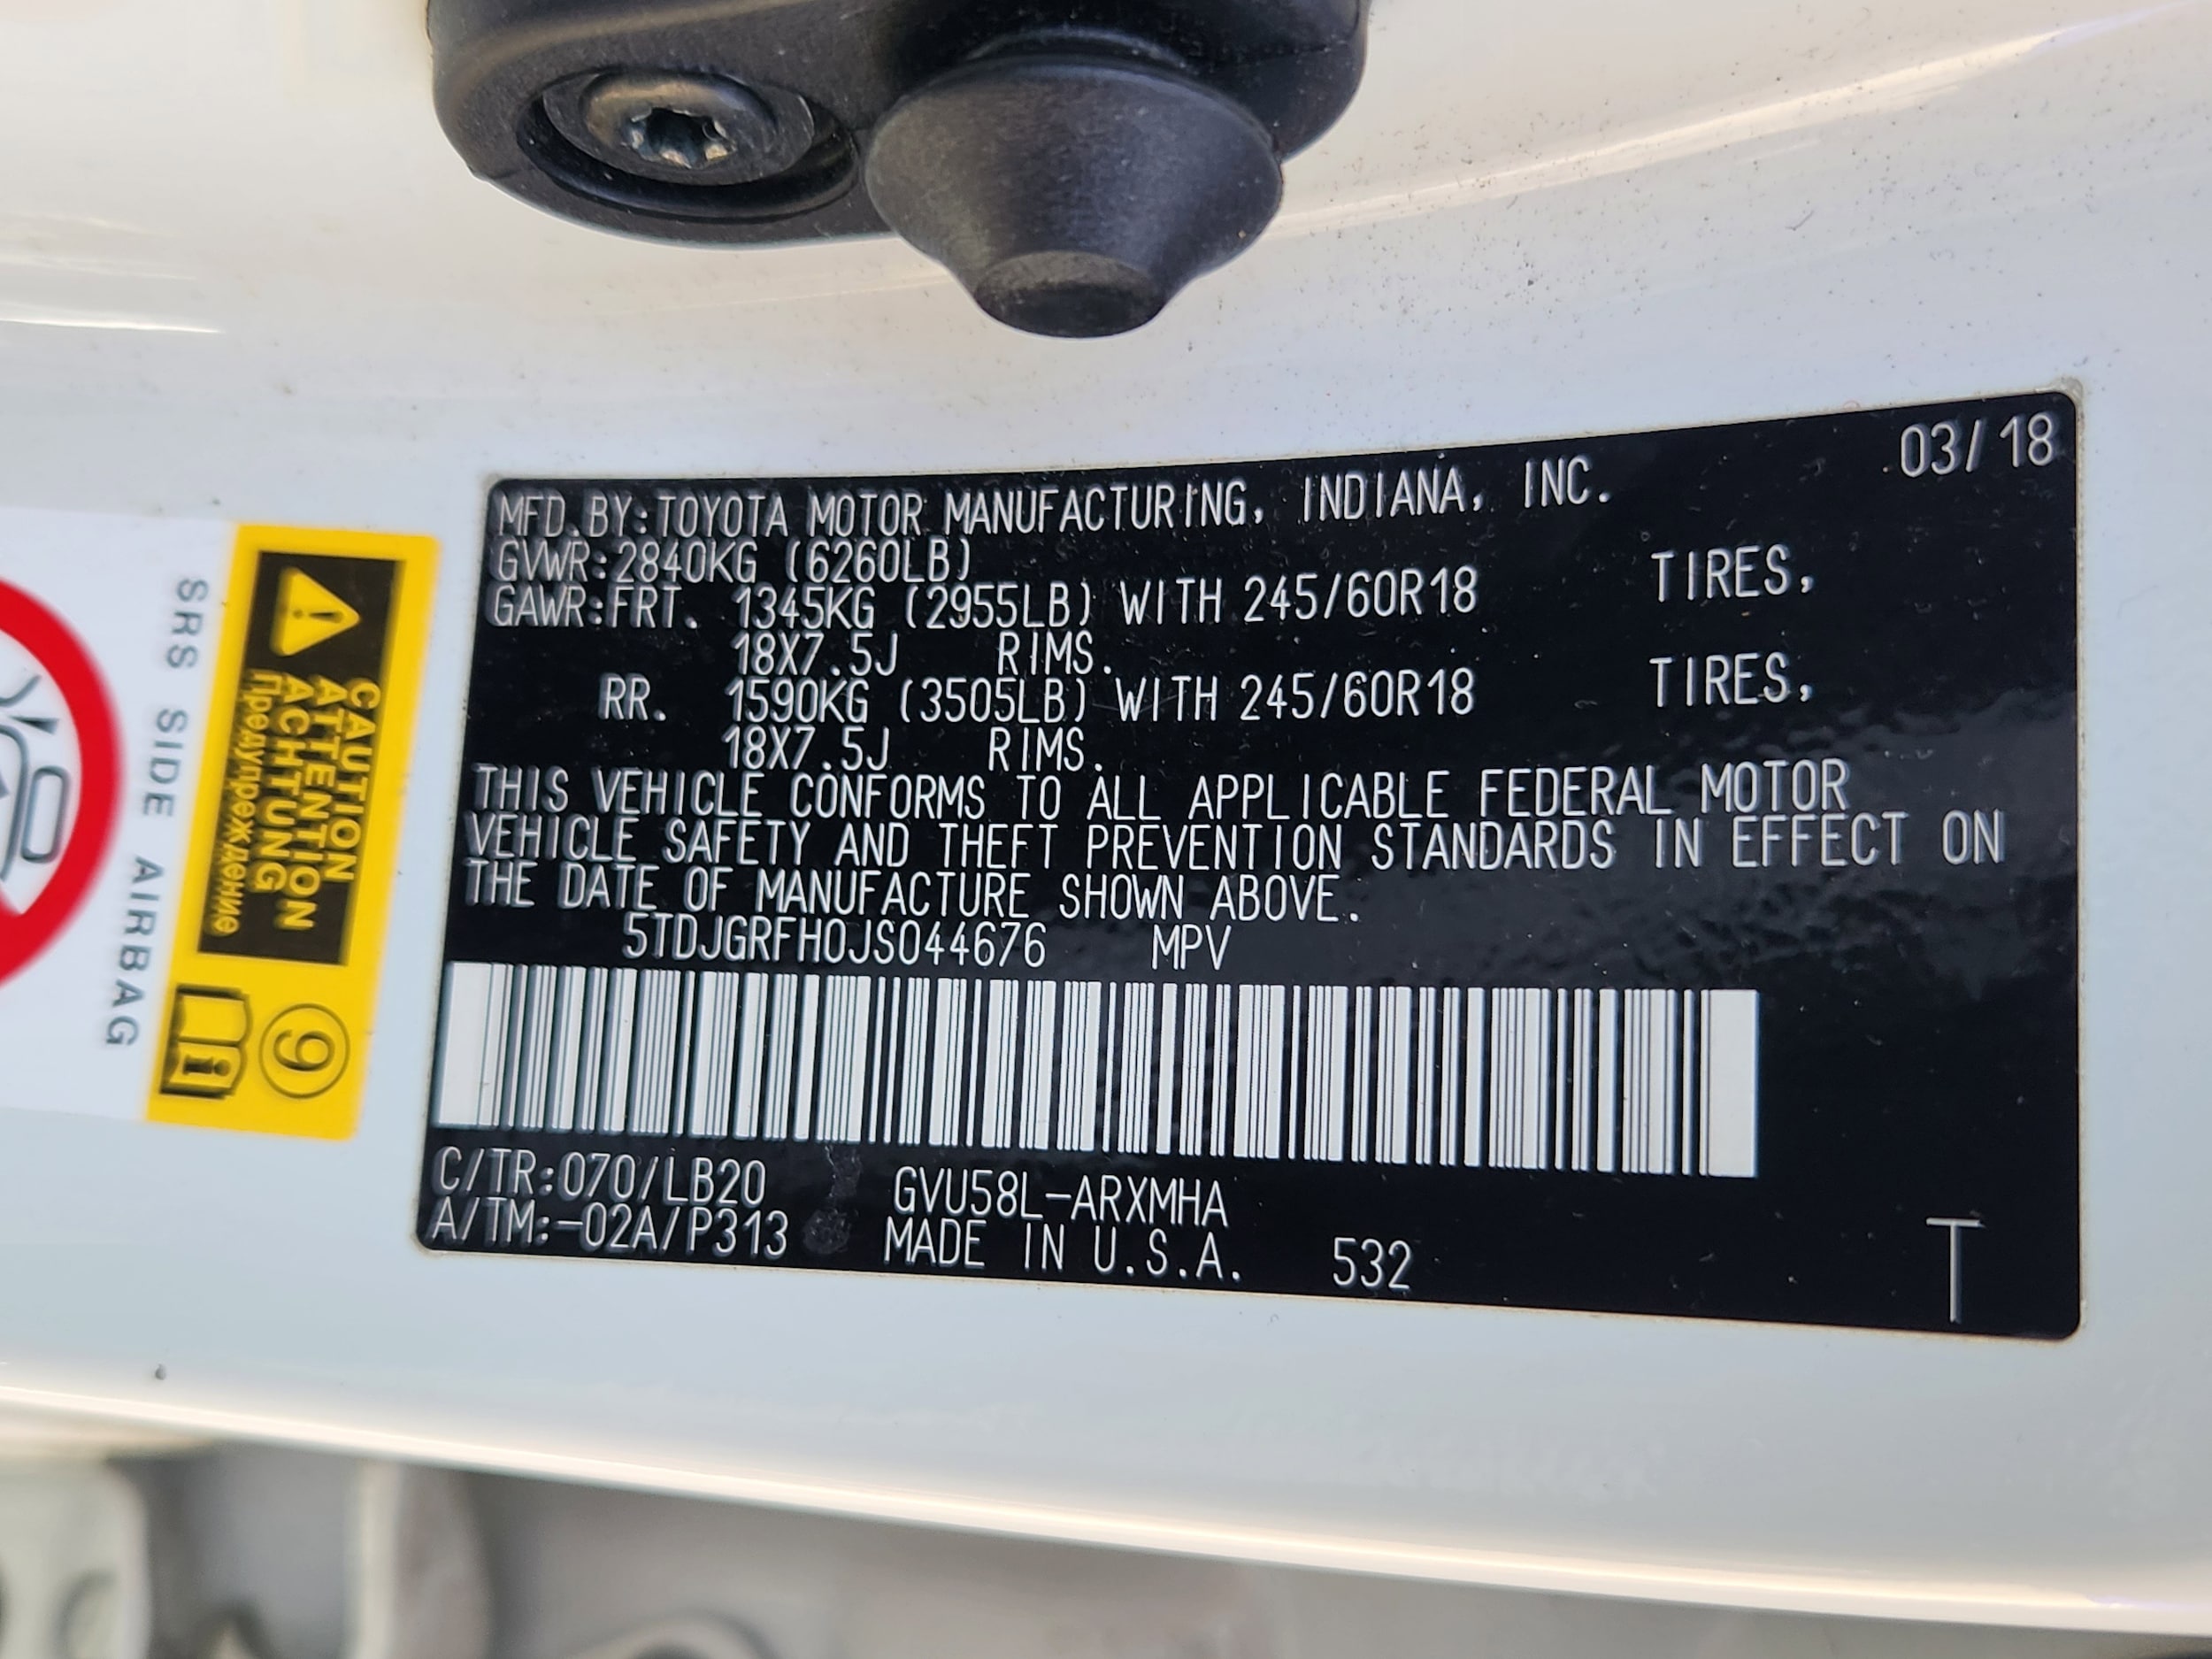 03/18
MFD.BY:TOYOTA MOTOR MANUFACTURING, INDIANA, INC.
GVWR:2840KG (6260LB)
GAWR:FRT. 1345KG (2955LB) WITH 245/60R18 TIRES,
18X7.5J RIMS.
RR. 1590KG (3505LB) WITH 245/60R18 TIRES,
18X7.5J RIMS.
THIS VEHICLE CONFORMS TO ALL APPLICABLE FEDERAL MOTOR
VEHICLE SAFETY AND THEFT PREVENTION STANDARDS IN EFFECT ON
THE DATE OF MANUFACTURE SHOWN ABOVE.
5TDJGRFH0JS044676 MPV
C/TR:070/LB20 GVU58L-ARXMHA
A/TM:-02A/P313 MADE IN U.S.A. 532
T
CAUTION
ATTENTION
ACHTUNG
Предупреждение
9
i
SRS SIDE AIRBAG